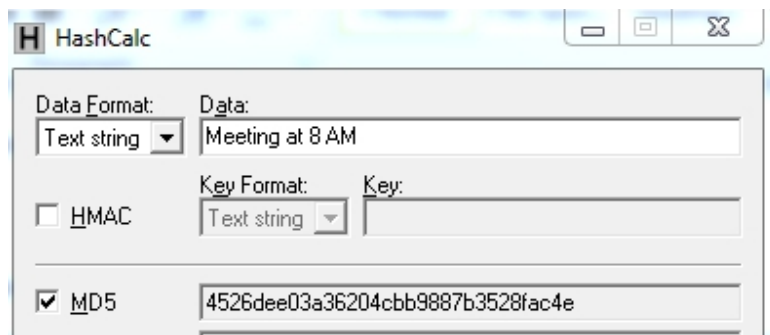 HashCalc
Data Format: Data:
Text string Meeting at 8 AM
Key Format: Key:
HMAC Text string
MD5 4526dee03a36204cbb9887b3528fac4e